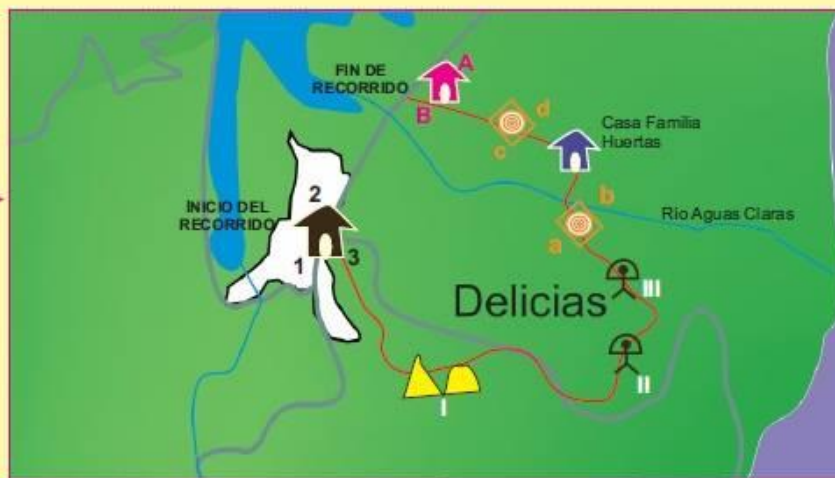 FIN DE
RECORRIDO
A
B
d
c
Casa Familia
Huertas
2
INICIO DEL
RECORRIDO
b
Rio Aguas Claras
a
1
3
Delicias
III
II
I